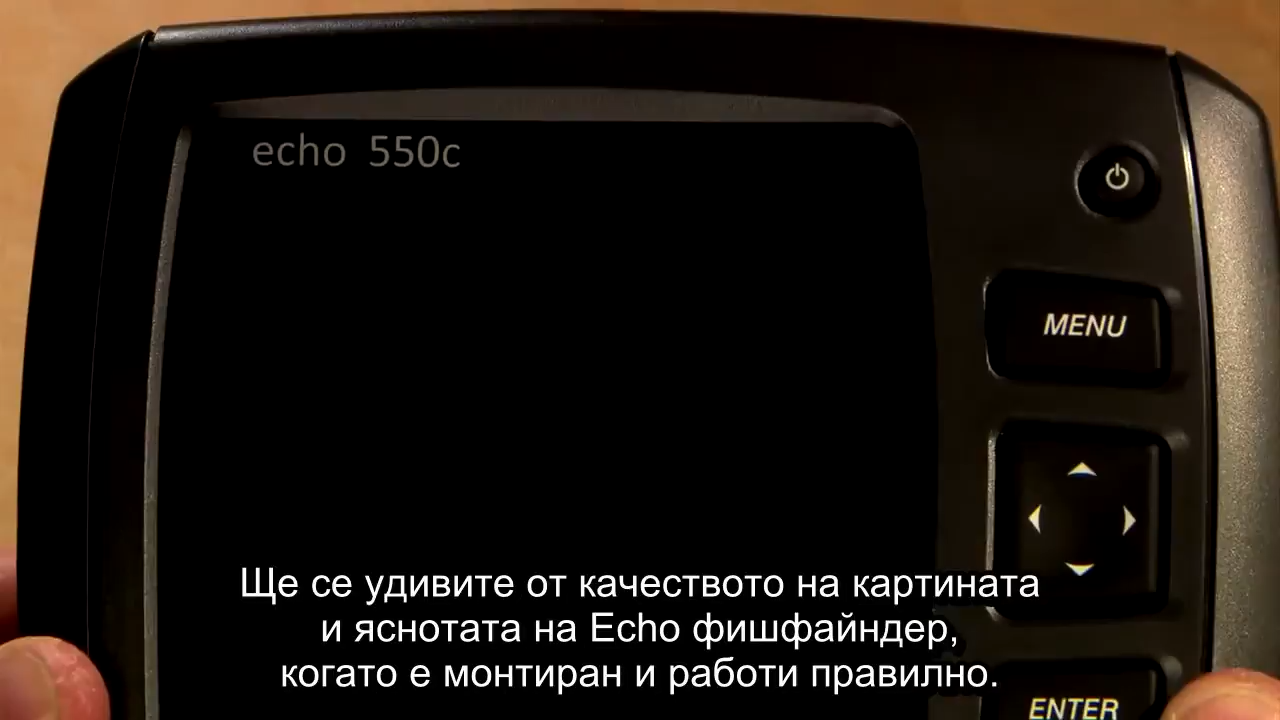 echo 550c
MENU
Ще се удивите от качеството на картината
и яснотата на Echo фишфайндер,
когато е монтиран и работи правилно.
ENTER